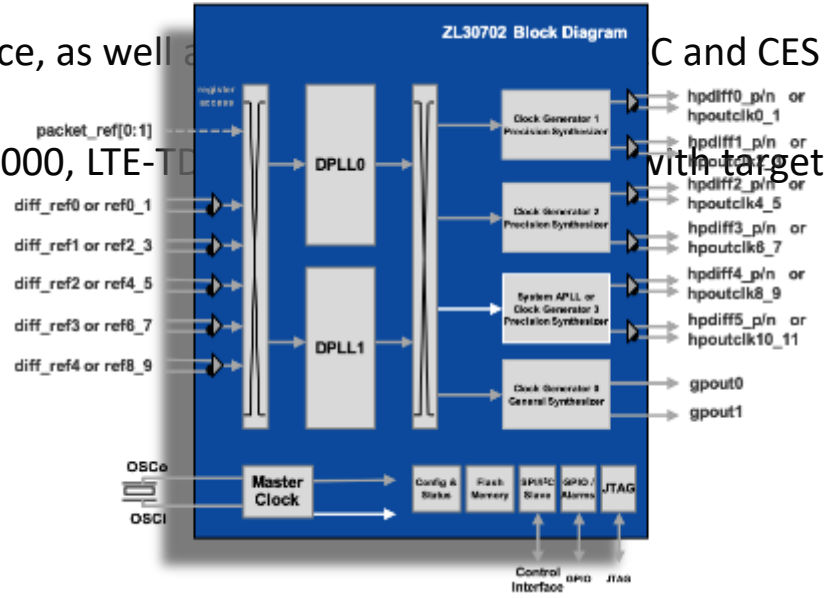 ZL30702 Block Diagram
ce, as well a
C and CES
000, LTE-TD
with target
register
access
packet_ref[0:1]
diff_ref0 or ref0_1
diff_ref1 or ref2_3
diff_ref2 or ref4_5
diff_ref3 or ref6_7
diff_ref4 or ref8_9
DPLL0
DPLL1
Clock Generator 1
Precision Synthesizer
Clock Generator 2
Precision Synthesizer
System APLL or
Clock Generator 3
Precision Synthesizer
Clock Generator 0
General Synthesizer
hpdiff0_p/n or
hpoutclk0_1
hpdiff1_p/n or
hpdiff2_p/n or
hpoutclk4_5
hpdiff3_p/n or
hpoutclk6_7
hpdiff4_p/n or
hpoutclk8_9
hpdiff5_p/n or
hpoutclk10_11
gpout0
gpout1
OSCo
OSCi
Master
Clock
Config &
Status
Flash
Memory
SPI/I²C
Slave
GPIO /
Alarms
JTAG
Control
Interface
GPIO
JTAG